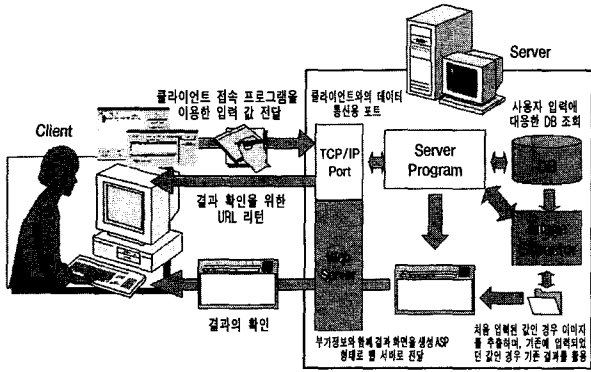 Server
클라이언트 접속 프로그램을
이용한 입력 값 전달
클라이언트와의 데이터
통신용 포트
사용자 입력에
대응한 DB 조회
Client
TCP/IP
Port
Server
Program
DB
결과 확인을 위한
URL 리턴
Server
결과의 확인
부가정보와 함께 결과 화면을 생성 ASP
형태로 웹 서버로 전달
처음 입력된 값인 경우 이미지
를 추출하며, 기존에 입력되었
던 값인 경우 기존 결과를 활용